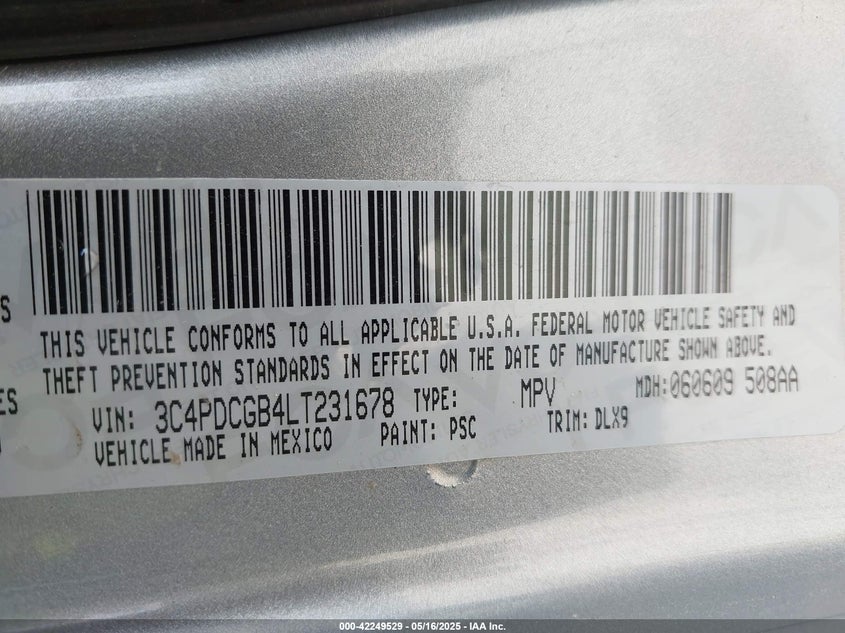 S
THIS VEHICLE CONFORMS TO ALL APPLICABLE U.S.A. FEDERAL MOTOR VEHICLE SAFETY AND
THEFT PREVENTION STANDARDS IN EFFECT ON THE DATE OF MANUFACTURE SHOWN ABOVE.
ES
VIN: 3C4PDCGB4LT231678 TYPE: MPV MDH:060609 508AA
VEHICLE MADE IN MEXICO PAINT: PSC TRIM: DLX9
000-42249529 - 05/16/2025 - IAA Inc.